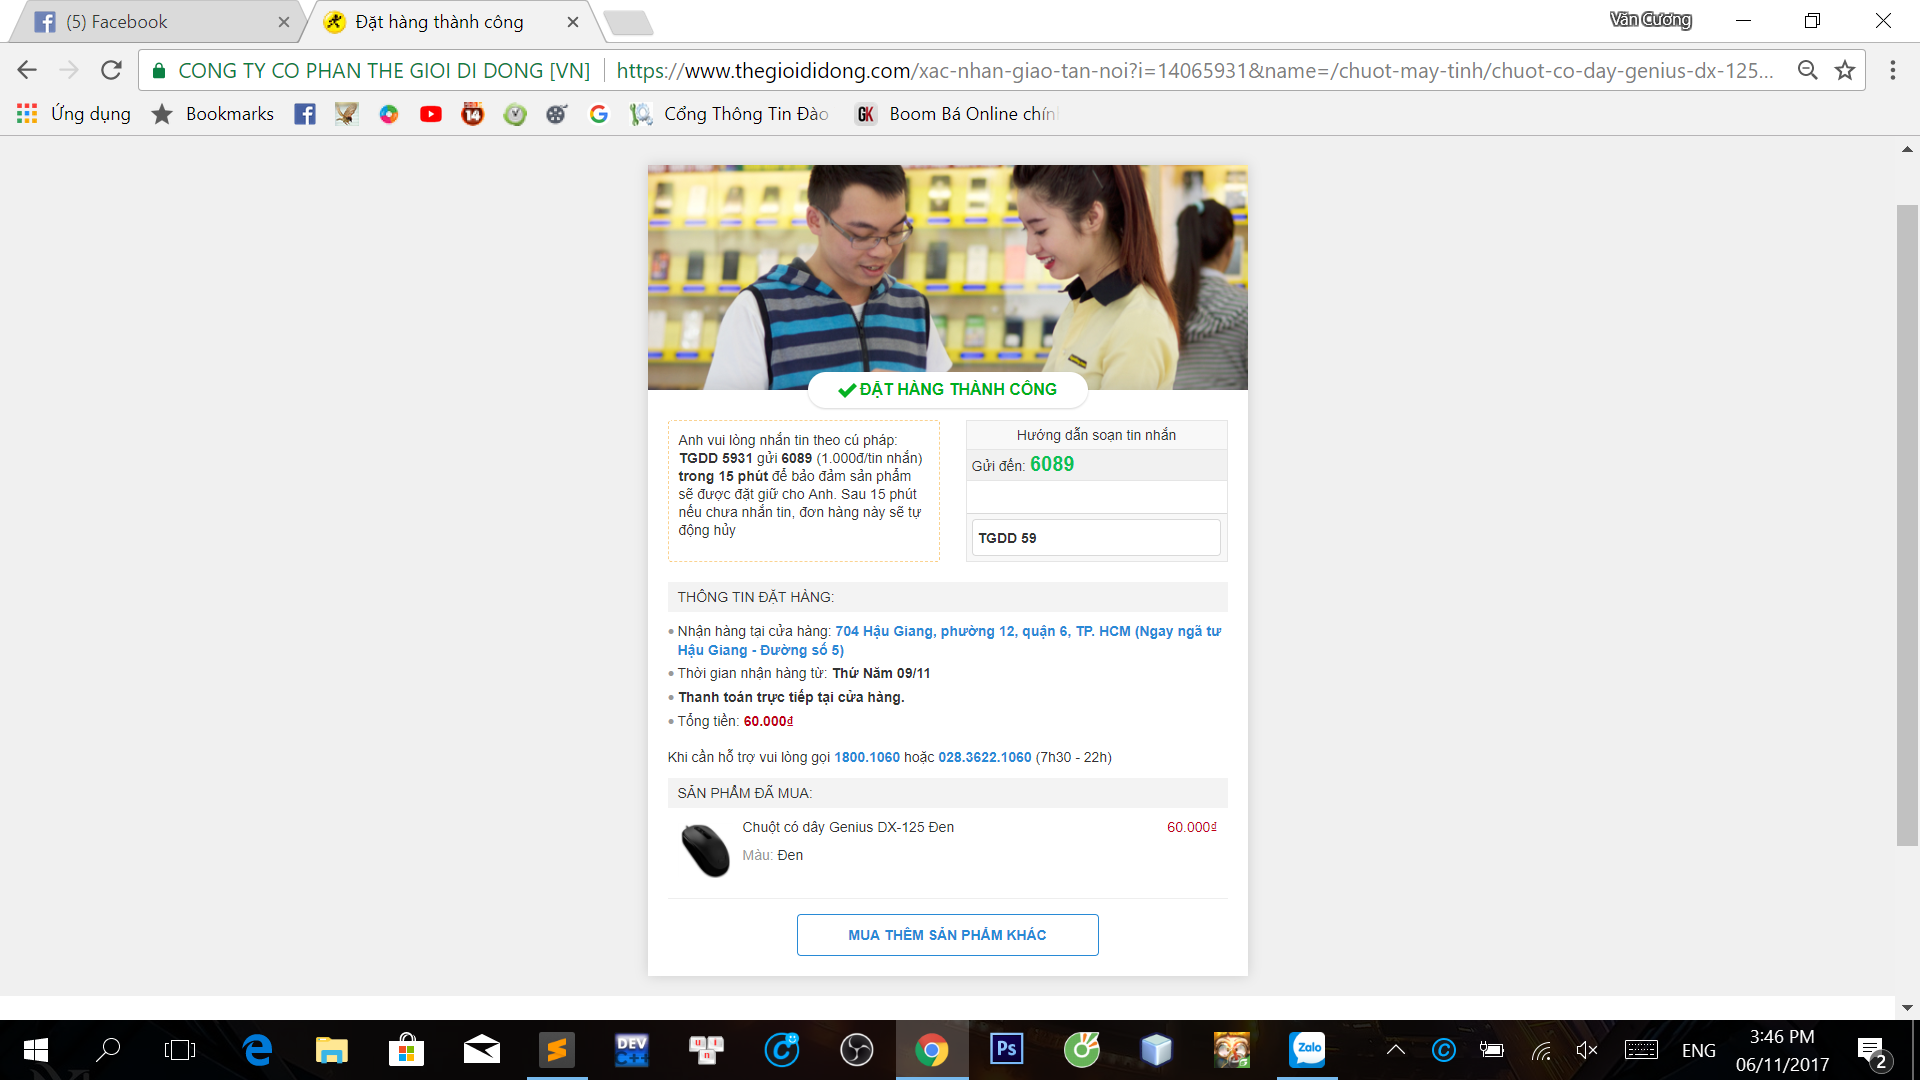 (5) Facebook
Đặt hàng thành công
Văn Cương
CONG TY CO PHAN THE GIOI DI DONG [VN]
https://www.thegioididong.com/xac-nhan-giao-tan-noi?i=14065931&name=/chuot-may-tinh/chuot-co-day-genius-dx-125...
Ứng dụng
Bookmarks
14
Cổng Thông Tin Đào
GK
Boom Bá Online chín
ĐẶT HÀNG THÀNH CÔNG
Anh vui lòng nhắn tin theo cú pháp:
TGDD 5931 gửi 6089 (1.000đ/tin nhắn)
trong 15 phút để bảo đảm sản phẩm
sẽ được đặt giữ cho Anh. Sau 15 phút
nếu chưa nhắn tin, đơn hàng này sẽ tự
động hủy
Hướng dẫn soạn tin nhắn
Gửi đến: 6089
TGDD 59
THÔNG TIN ĐẶT HÀNG:
• Nhận hàng tại cửa hàng: 704 Hậu Giang, phường 12, quận 6, TP. HCM (Ngay ngã tư
Hậu Giang - Đường số 5)
• Thời gian nhận hàng từ: Thứ Năm 09/11
• Thanh toán trực tiếp tại cửa hàng.
• Tổng tiền: 60.000₫
Khi cần hỗ trợ vui lòng gọi 1800.1060 hoặc 028.3622.1060 (7h30 - 22h)
SẢN PHẨM ĐÃ MUA:
Chuột có dây Genius DX-125 Đen
60.000₫
Màu: Đen
MUA THÊM SẢN PHẨM KHÁC
DEV
C++
U
I
n
Ps
Zalo
ENG
3:46 PM
06/11/2017
2